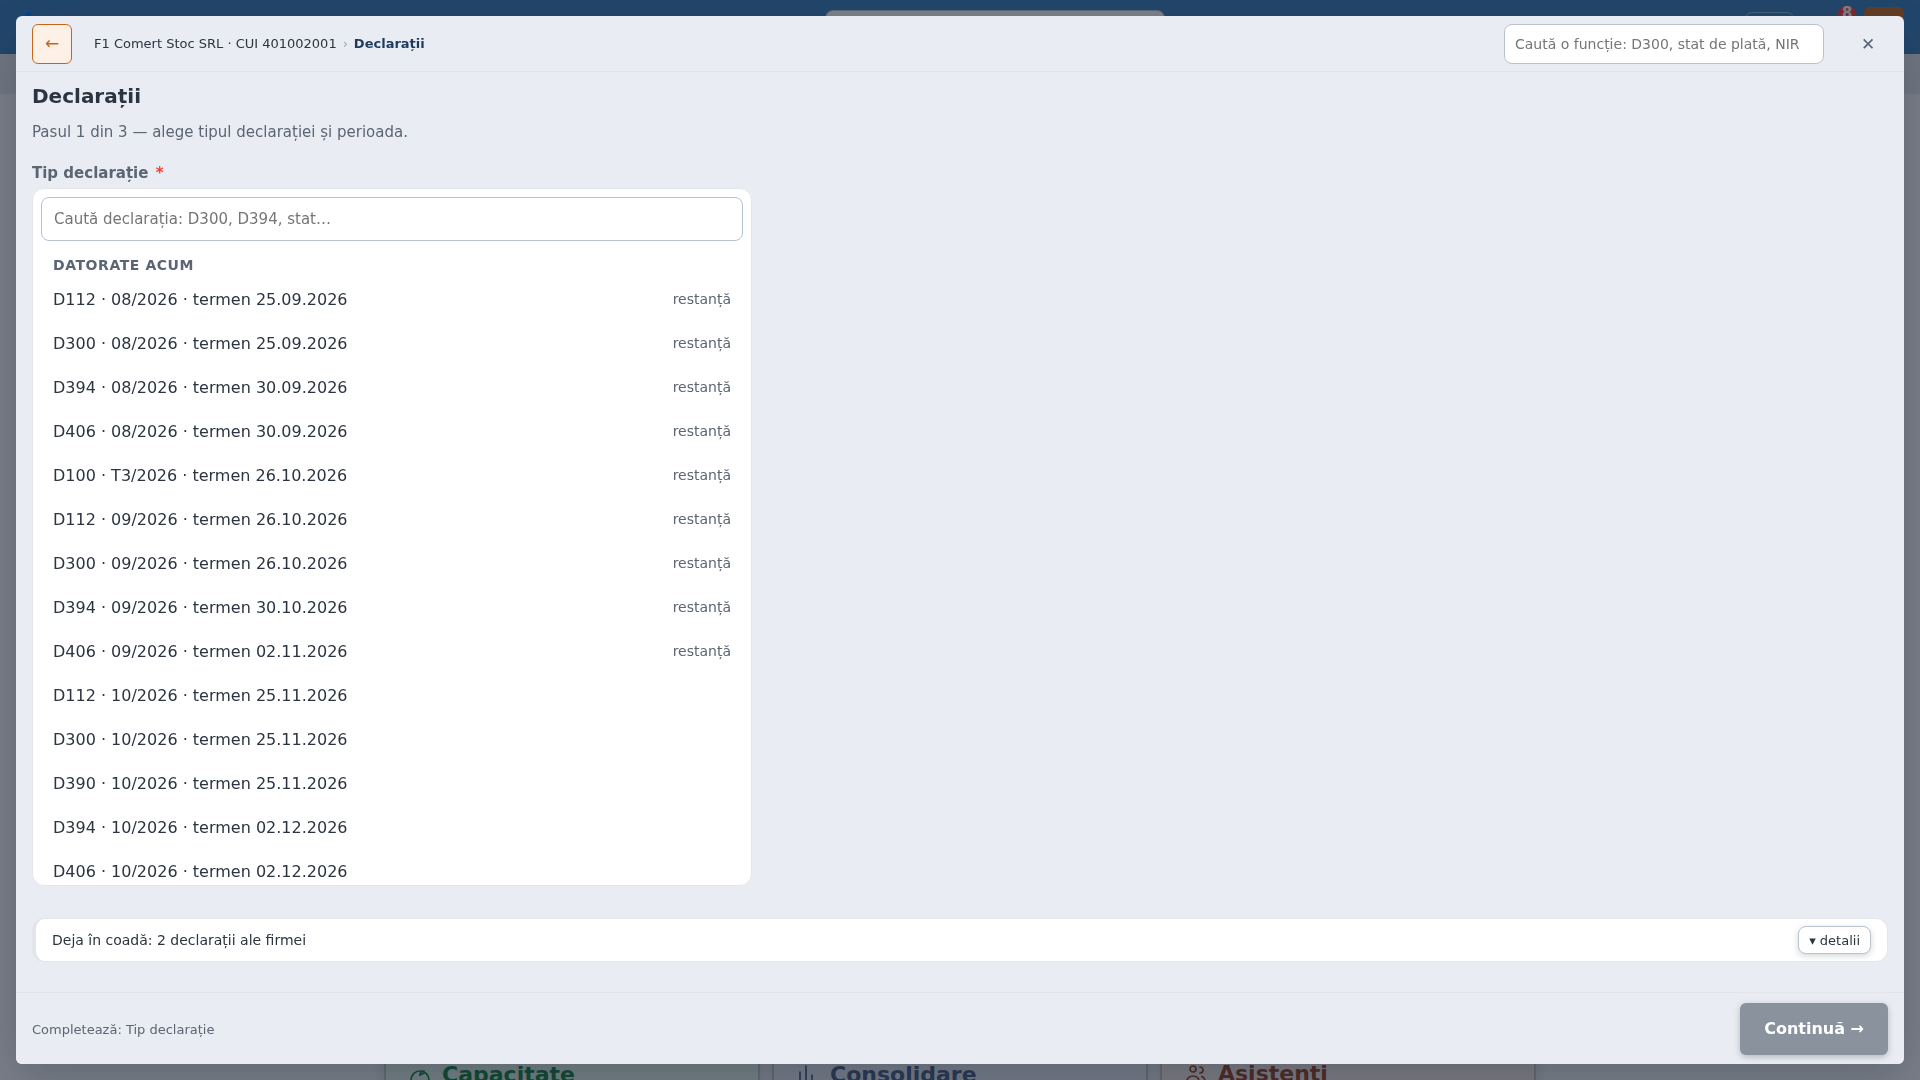 8
←
F1 Comert Stoc SRL · CUI 401002001 › Declarații
Caută o funcție: D300, stat de plată, NIR
✕
Declarații
Pasul 1 din 3 — alege tipul declarației și perioada.
Tip declarație *
Caută declarația: D300, D394, stat...
DATORATE ACUM
D112 · 08/2026 · termen 25.09.2026 restanță
D300 · 08/2026 · termen 25.09.2026 restanță
D394 · 08/2026 · termen 30.09.2026 restanță
D406 · 08/2026 · termen 30.09.2026 restanță
D100 · T3/2026 · termen 26.10.2026 restanță
D112 · 09/2026 · termen 26.10.2026 restanță
D300 · 09/2026 · termen 26.10.2026 restanță
D394 · 09/2026 · termen 30.10.2026 restanță
D406 · 09/2026 · termen 02.11.2026 restanță
D112 · 10/2026 · termen 25.11.2026
D300 · 10/2026 · termen 25.11.2026
D390 · 10/2026 · termen 25.11.2026
D394 · 10/2026 · termen 02.12.2026
D406 · 10/2026 · termen 02.12.2026
Deja în coadă: 2 declarații ale firmei
▾ detalii
Completează: Tip declarație
Continuă →
Capacitate
Consolidare
Asistenți